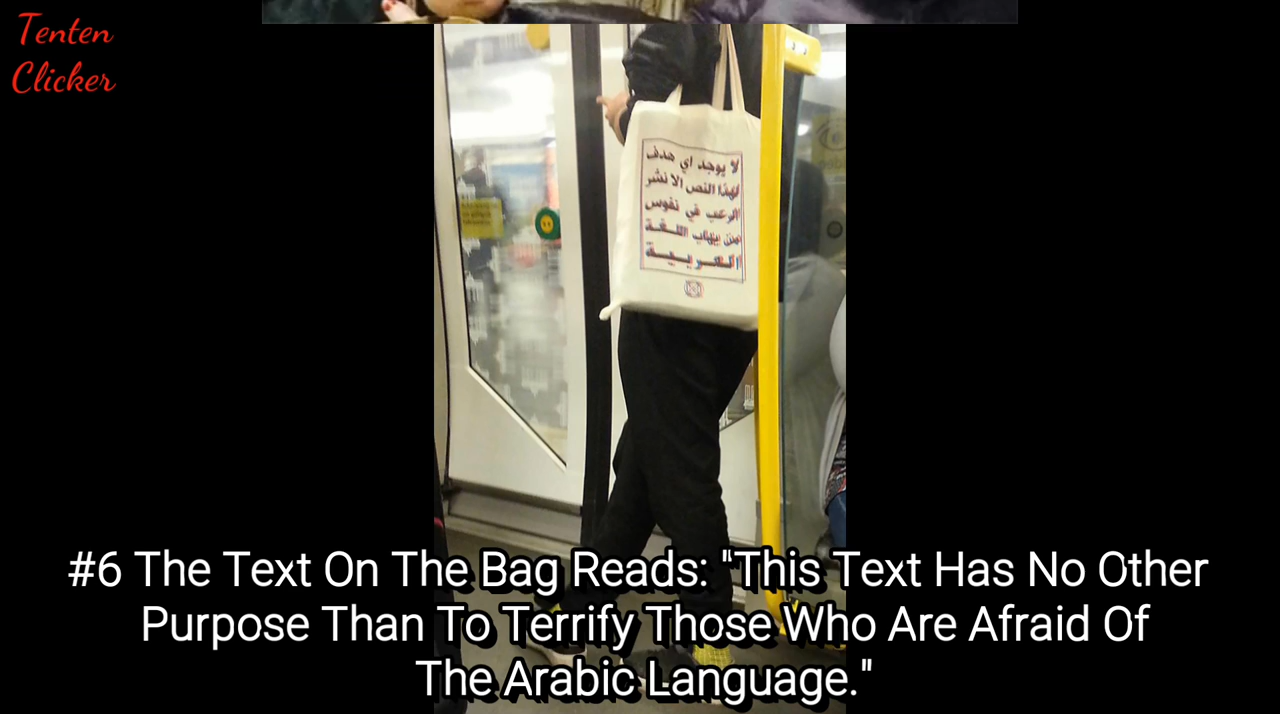 Tenten
Clicker
لا يوجد اي هدف
لهذا النص الا نشر
الرعب في نفوس
من يهاب اللغة
العربية
#6 The Text On The Bag Reads: "This Text Has No Other
Purpose Than To Terrify Those Who Are Afraid Of
The Arabic Language."